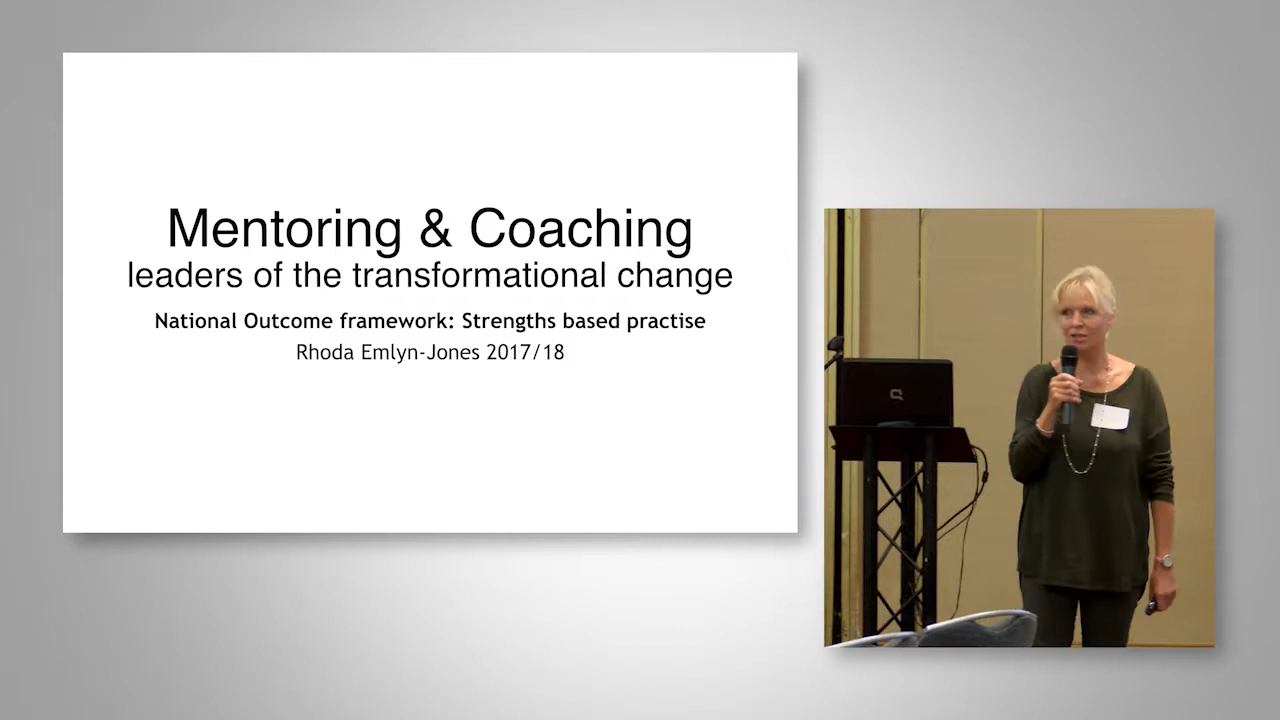 Mentoring & Coaching
leaders of the transformational change
National Outcome framework: Strengths based practise
Rhoda Emlyn-Jones 2017/18